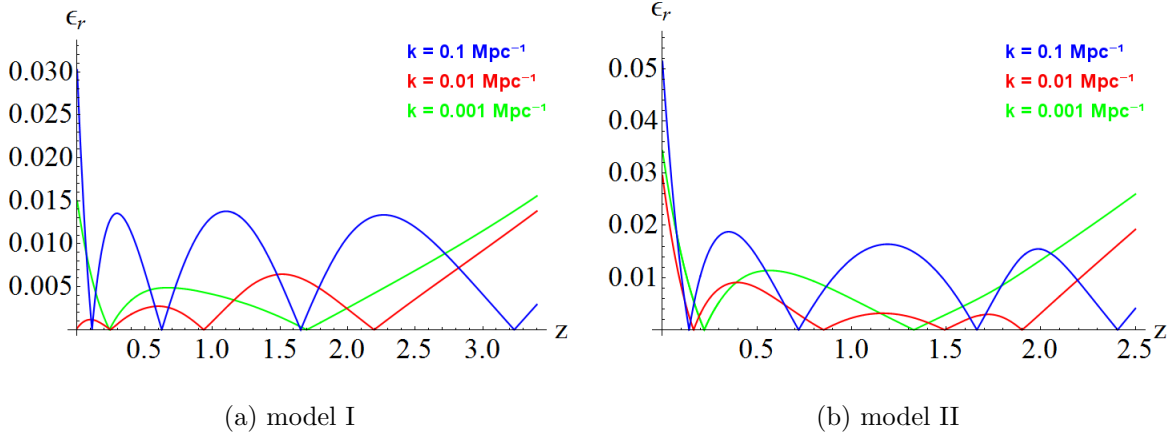 ϵr
k = 0.1 Mpc⁻¹
k = 0.01 Mpc⁻¹
k = 0.001 Mpc⁻¹
0.030
0.025
0.020
0.015
0.010
0.005
0.5 1.0 1.5 2.0 2.5 3.0 z
(a) model I
ϵr
k = 0.1 Mpc⁻¹
k = 0.01 Mpc⁻¹
k = 0.001 Mpc⁻¹
0.05
0.04
0.03
0.02
0.01
0.5 1.0 1.5 2.0 2.5 z
(b) model II